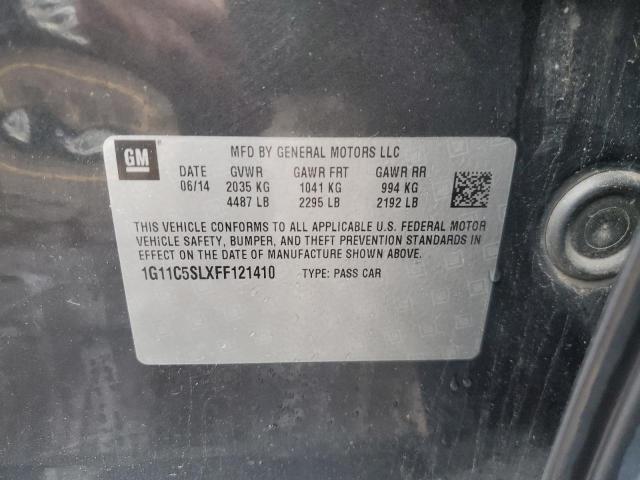 GM
MFD BY GENERAL MOTORS LLC
DATE GVWR GAWR FRT GAWR RR
06/14 2035 KG 1041 KG 994 KG
4487 LB 2295 LB 2192 LB
THIS VEHICLE CONFORMS TO ALL APPLICABLE U.S. FEDERAL MOTOR
VEHICLE SAFETY, BUMPER, AND THEFT PREVENTION STANDARDS IN
EFFECT ON THE DATE OF MANUFACTURE SHOWN ABOVE.
1G11C5SLXFF121410 TYPE: PASS CAR